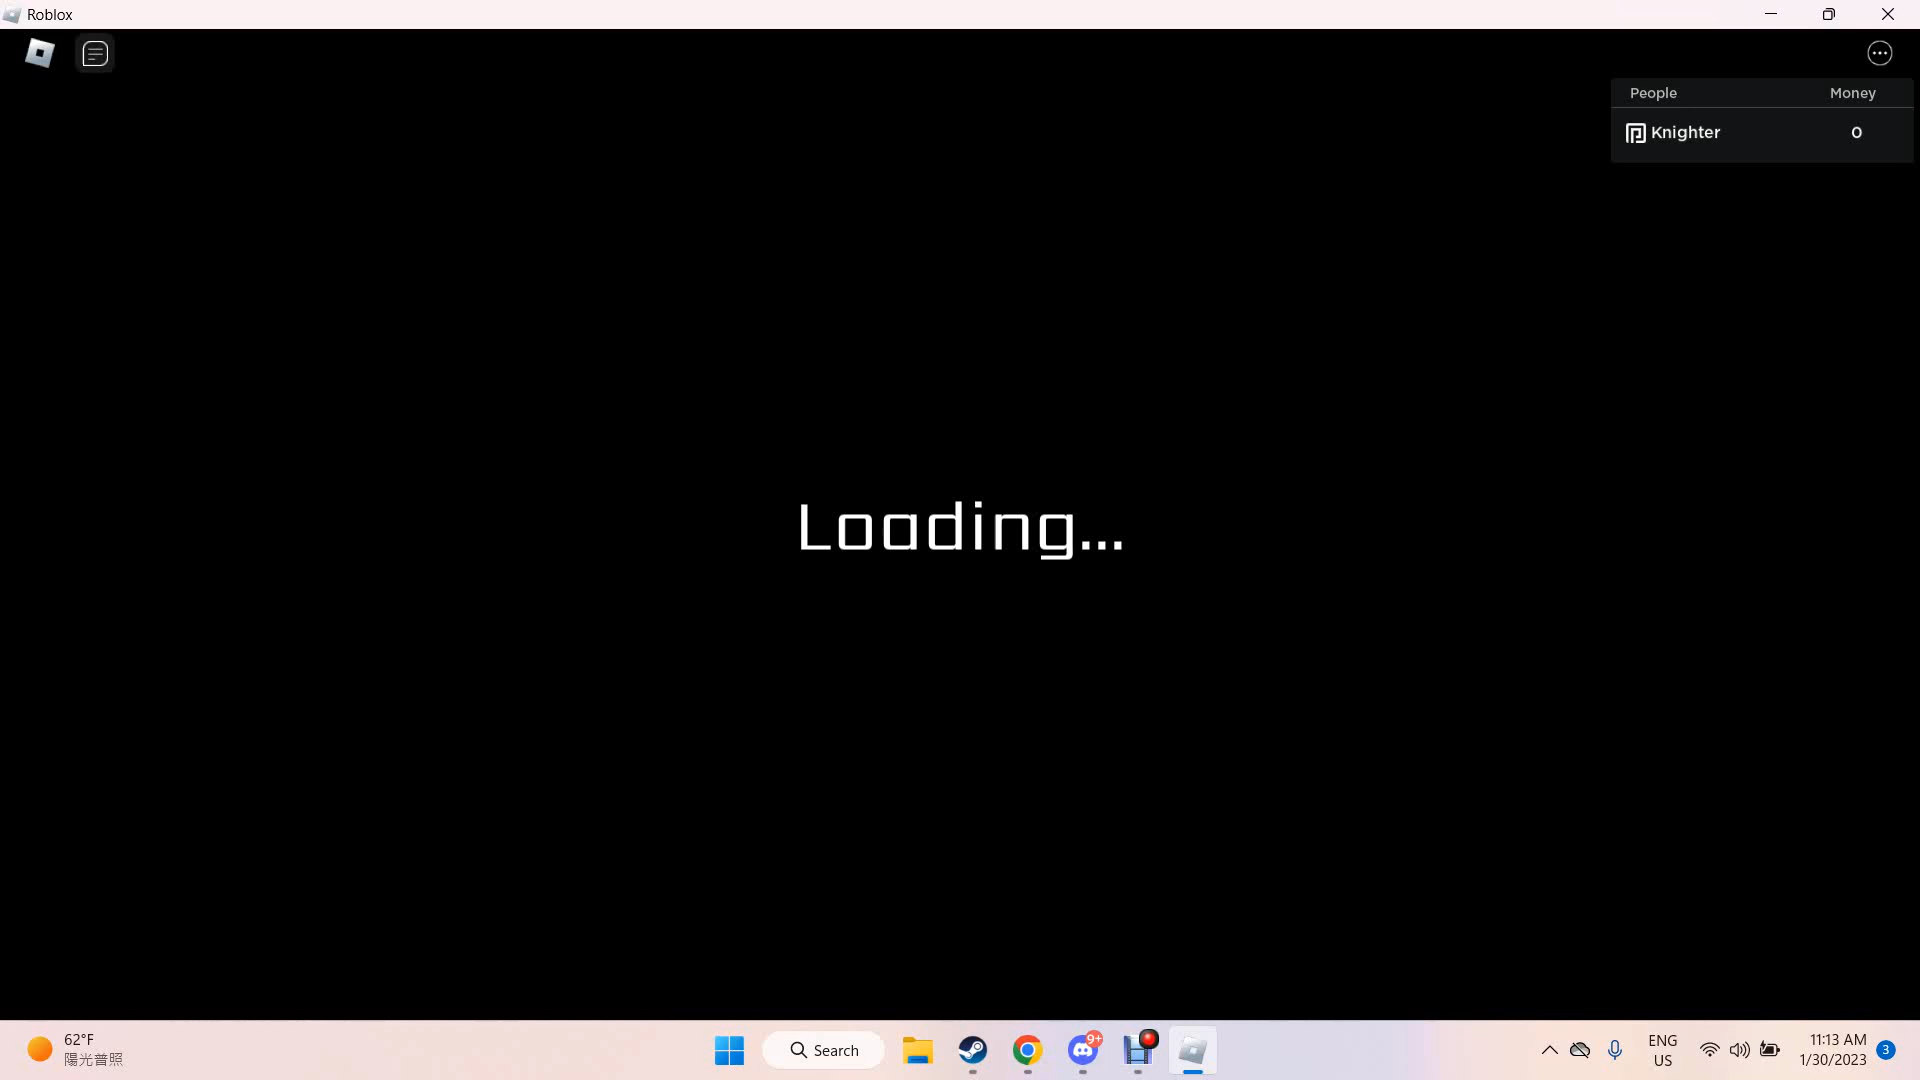 Roblox
People Money
Knighter 0
Loading...
62°F
陽光普照
Search
9+
ENG
US
11:13 AM
1/30/2023
3